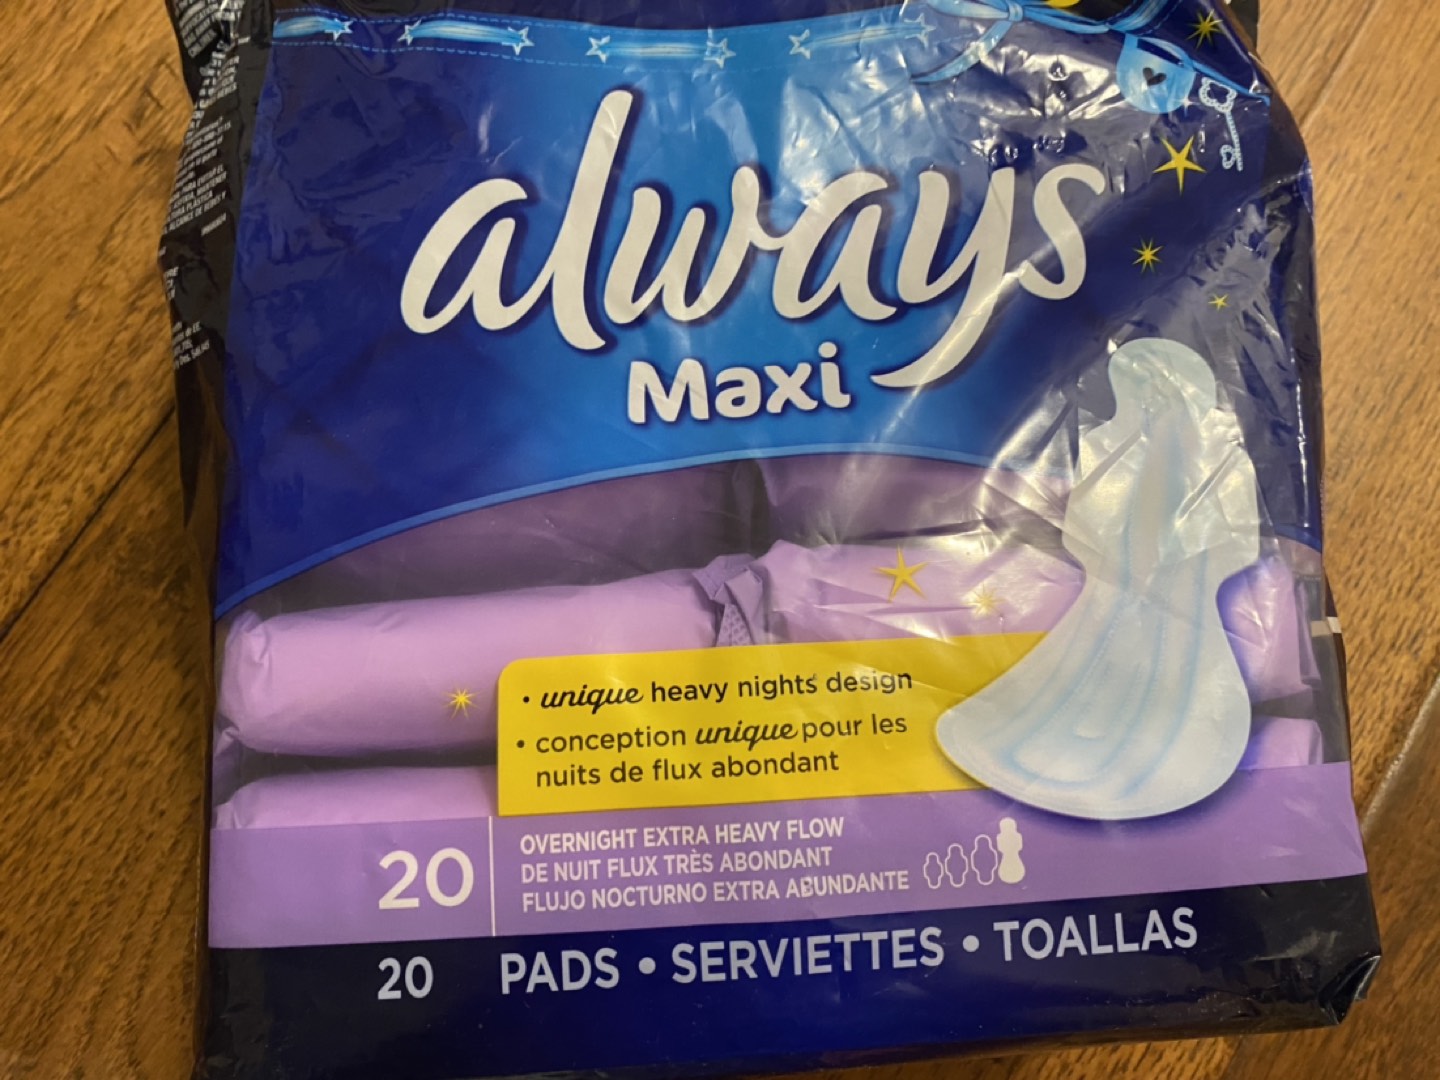 always
Maxi
• unique heavy nights design
• conception unique pour les
nuits de flux abondant
20
OVERNIGHT EXTRA HEAVY FLOW
DE NUIT FLUX TRÈS ABONDANT
FLUJO NOCTURNO EXTRA ABUNDANTE
20 PADS • SERVIETTES • TOALLAS